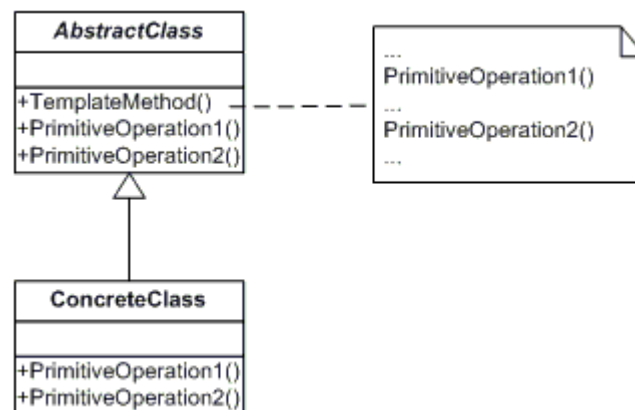 AbstractClass
+TemplateMethod()
+PrimitiveOperation1()
+PrimitiveOperation2()
...
PrimitiveOperation1()
...
PrimitiveOperation2()
...
ConcreteClass
+PrimitiveOperation1()
+PrimitiveOperation2()